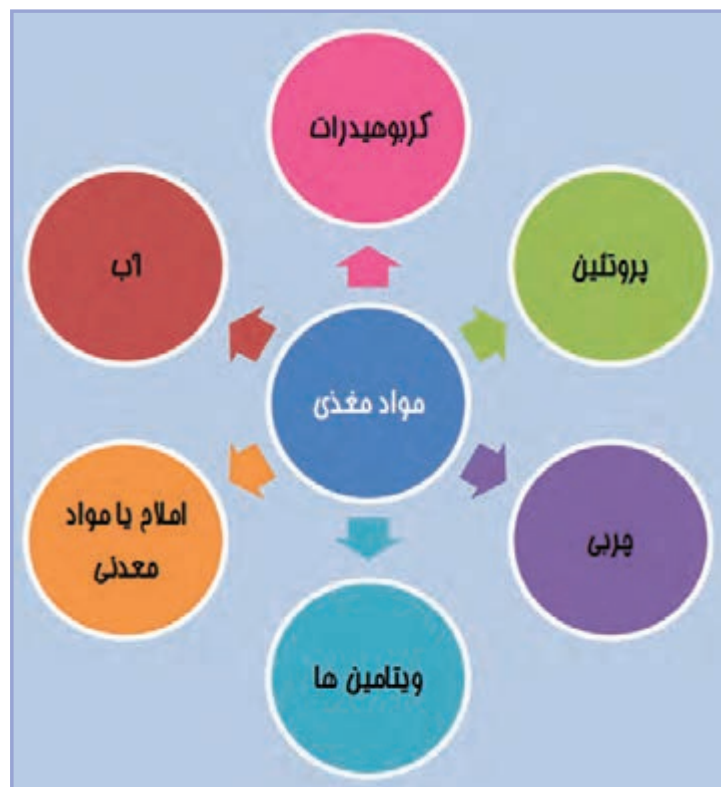 کربوهیدرات
پروتئین
آب
مواد مغذی
چربی
املاح یا مواد
معدنی
ویتامین ها